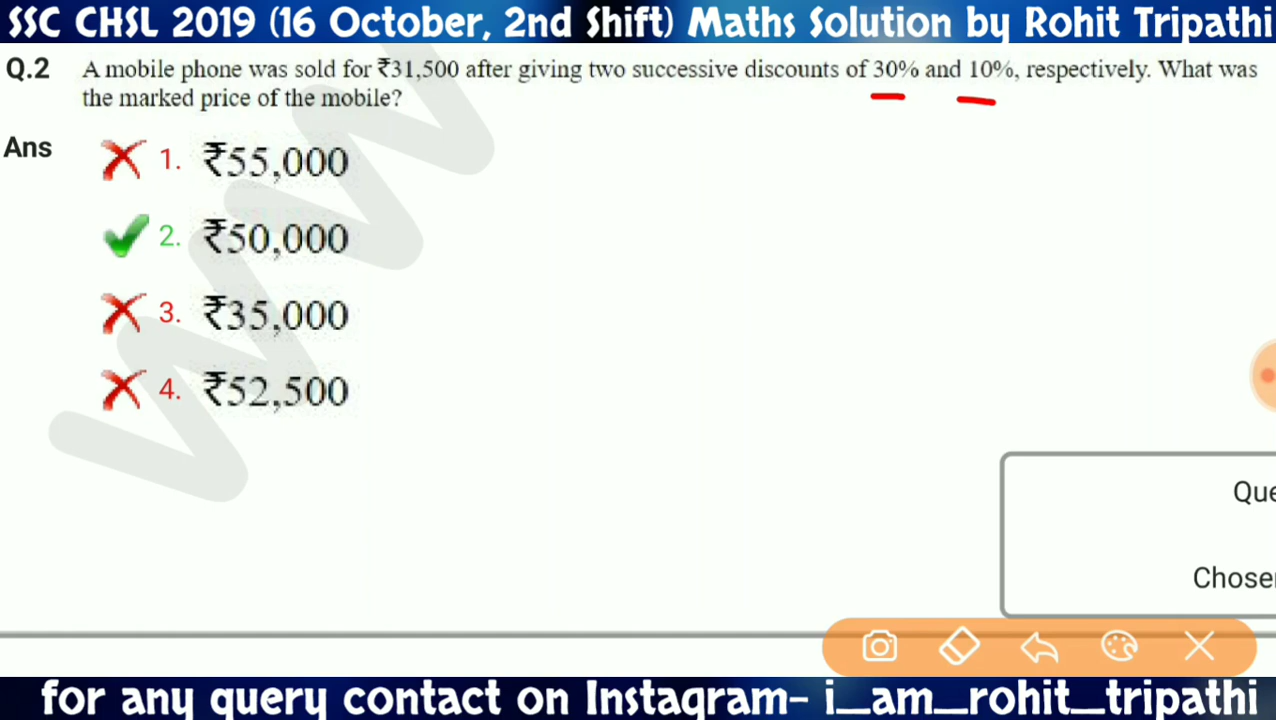 SSC CHSL 2019 (16 October, 2nd Shift) Maths Solution by Rohit Tripathi
Q.2 A mobile phone was sold for ₹31,500 after giving two successive discounts of 30% and 10%, respectively. What was
the marked price of the mobile?
Ans 1. ₹55,000
2. ₹50,000
3. ₹35,000
4. ₹52,500
for any query contact on Instagram- i_am_rohit_tripathi